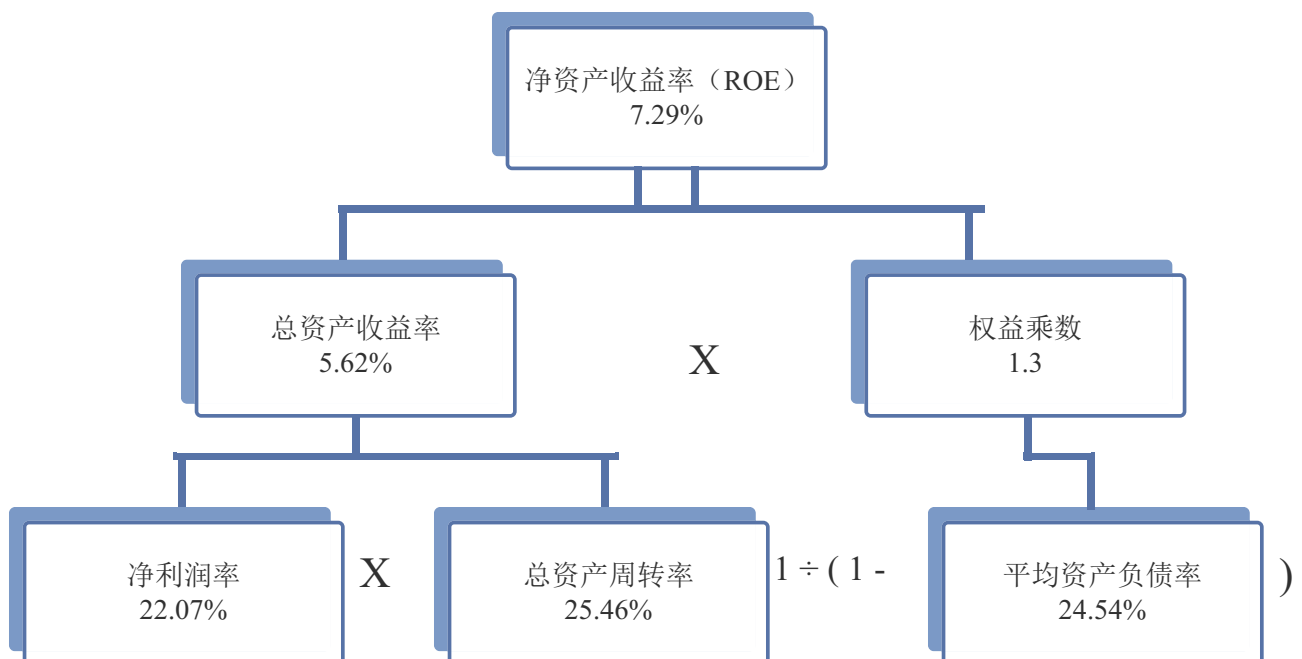 净资产收益率（ROE）
7.29%
总资产收益率
5.62%
X
权益乘数
1.3
净利润率
22.07%
X
总资产周转率
25.46%
1 ÷ ( 1 -
平均资产负债率
24.54%
)